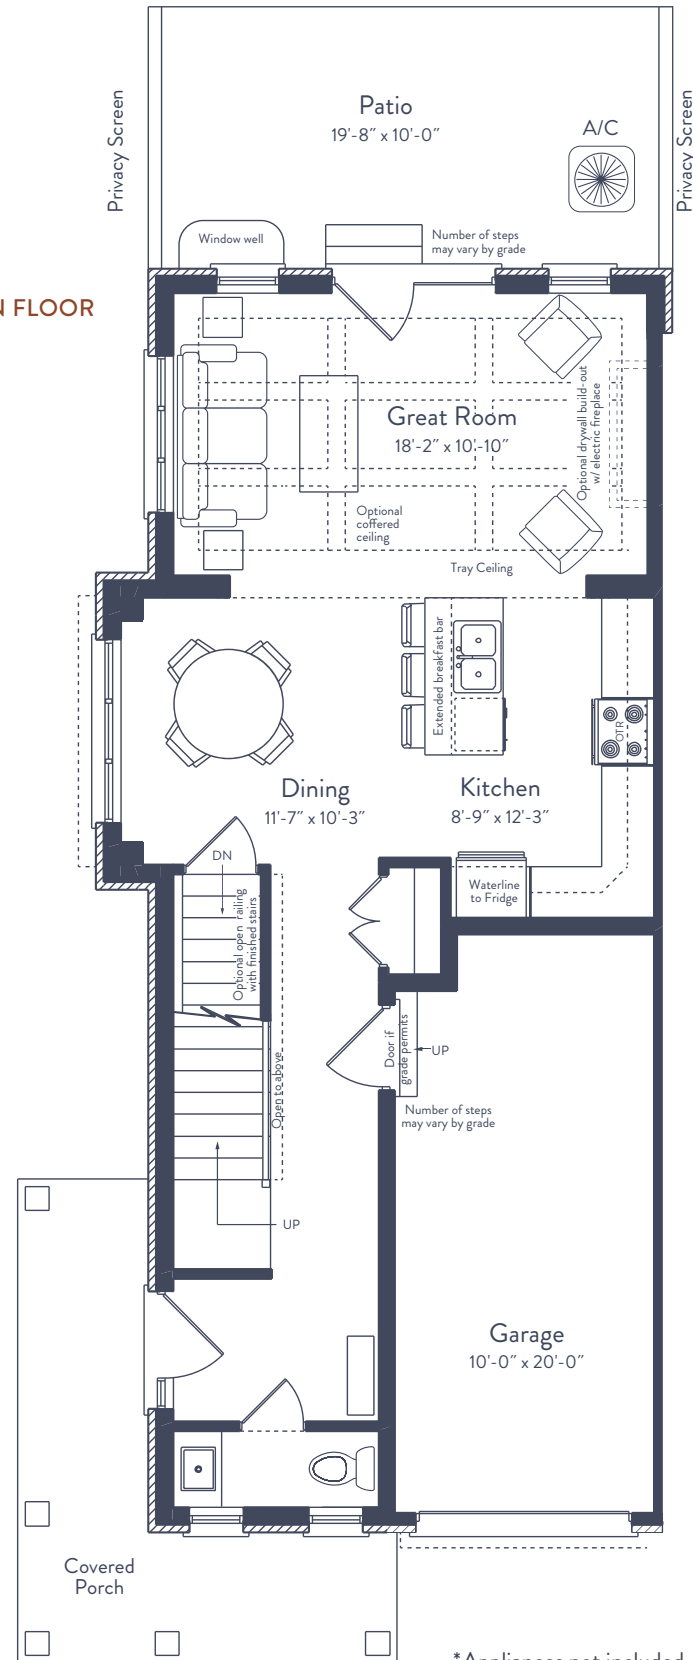 Privacy Screen
Patio
19'-8" x 10'-0"
A/C
Privacy Screen
Window well
Number of steps
may vary by grade
FLOOR
Great Room
18'-2" x 10'-10"
Optional drywall build-out
w/ electric fireplace
Optional
coffered
ceiling
Tray Ceiling
Extended breakfast bar
OTR
Dining
11'-7" x 10'-3"
Kitchen
8'-9" x 12'-3"
DN
Waterline
to Fridge
Optional open railing
with finished stairs
Door if
grade permits
UP
Open to above
Number of steps
may vary by grade
UP
Garage
10'-0" x 20'-0"
Covered
Porch
*Appliances not included